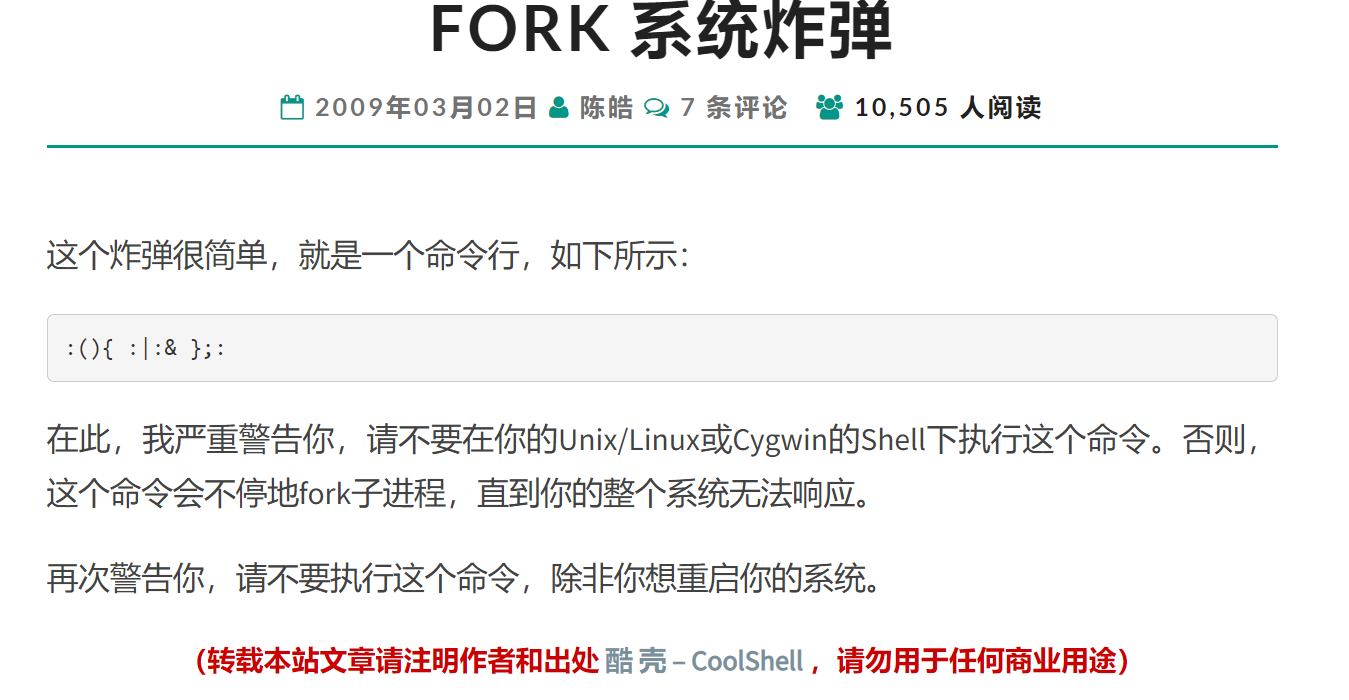 FORK 系统炸弹
2009年03月02日 陈皓 7 条评论 10,505 人阅读
这个炸弹很简单，就是一个命令行，如下所示：
:(){ :|:& };:
在此，我严重警告你，请不要在你的Unix/Linux或Cygwin的Shell下执行这个命令。否则，
这个命令会不停地fork子进程，直到你的整个系统无法响应。
再次警告你，请不要执行这个命令，除非你想重启你的系统。
（转载本站文章请注明作者和出处 酷 壳 – CoolShell ，请勿用于任何商业用途）